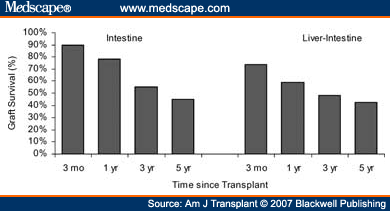 Medscape® www.medscape.com
Intestine Liver-Intestine
Graft Survival (%)
100%
90%
80%
70%
60%
50%
40%
30%
20%
10%
0%
3 mo 1 yr 3 yr 5 yr 3 mo 1 yr 3 yr 5 yr
Time since Transplant
Source: Am J Transplant © 2007 Blackwell Publishing